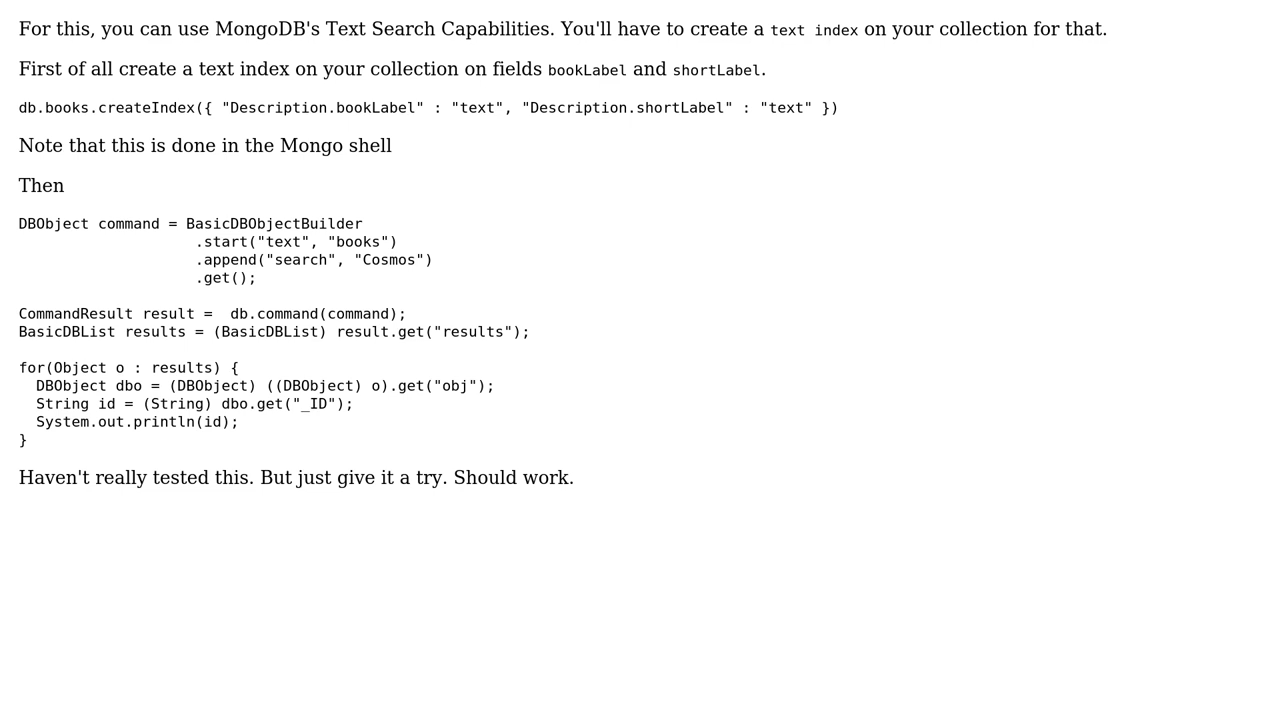 For this, you can use MongoDB's Text Search Capabilities. You'll have to create a text index on your collection for that.
First of all create a text index on your collection on fields bookLabel and shortLabel.
db.books.createIndex({ "Description.bookLabel" : "text", "Description.shortLabel" : "text" })
Note that this is done in the Mongo shell
Then
DBObject command = BasicDBObjectBuilder
                    .start("text", "books")
                    .append("search", "Cosmos")
                    .get();
CommandResult result =  db.command(command);
BasicDBList results = (BasicDBList) result.get("results");
for(Object o : results) {
  DBObject dbo = (DBObject) ((DBObject) o).get("obj");
  String id = (String) dbo.get("_ID");
  System.out.println(id);
}
Haven't really tested this. But just give it a try. Should work.